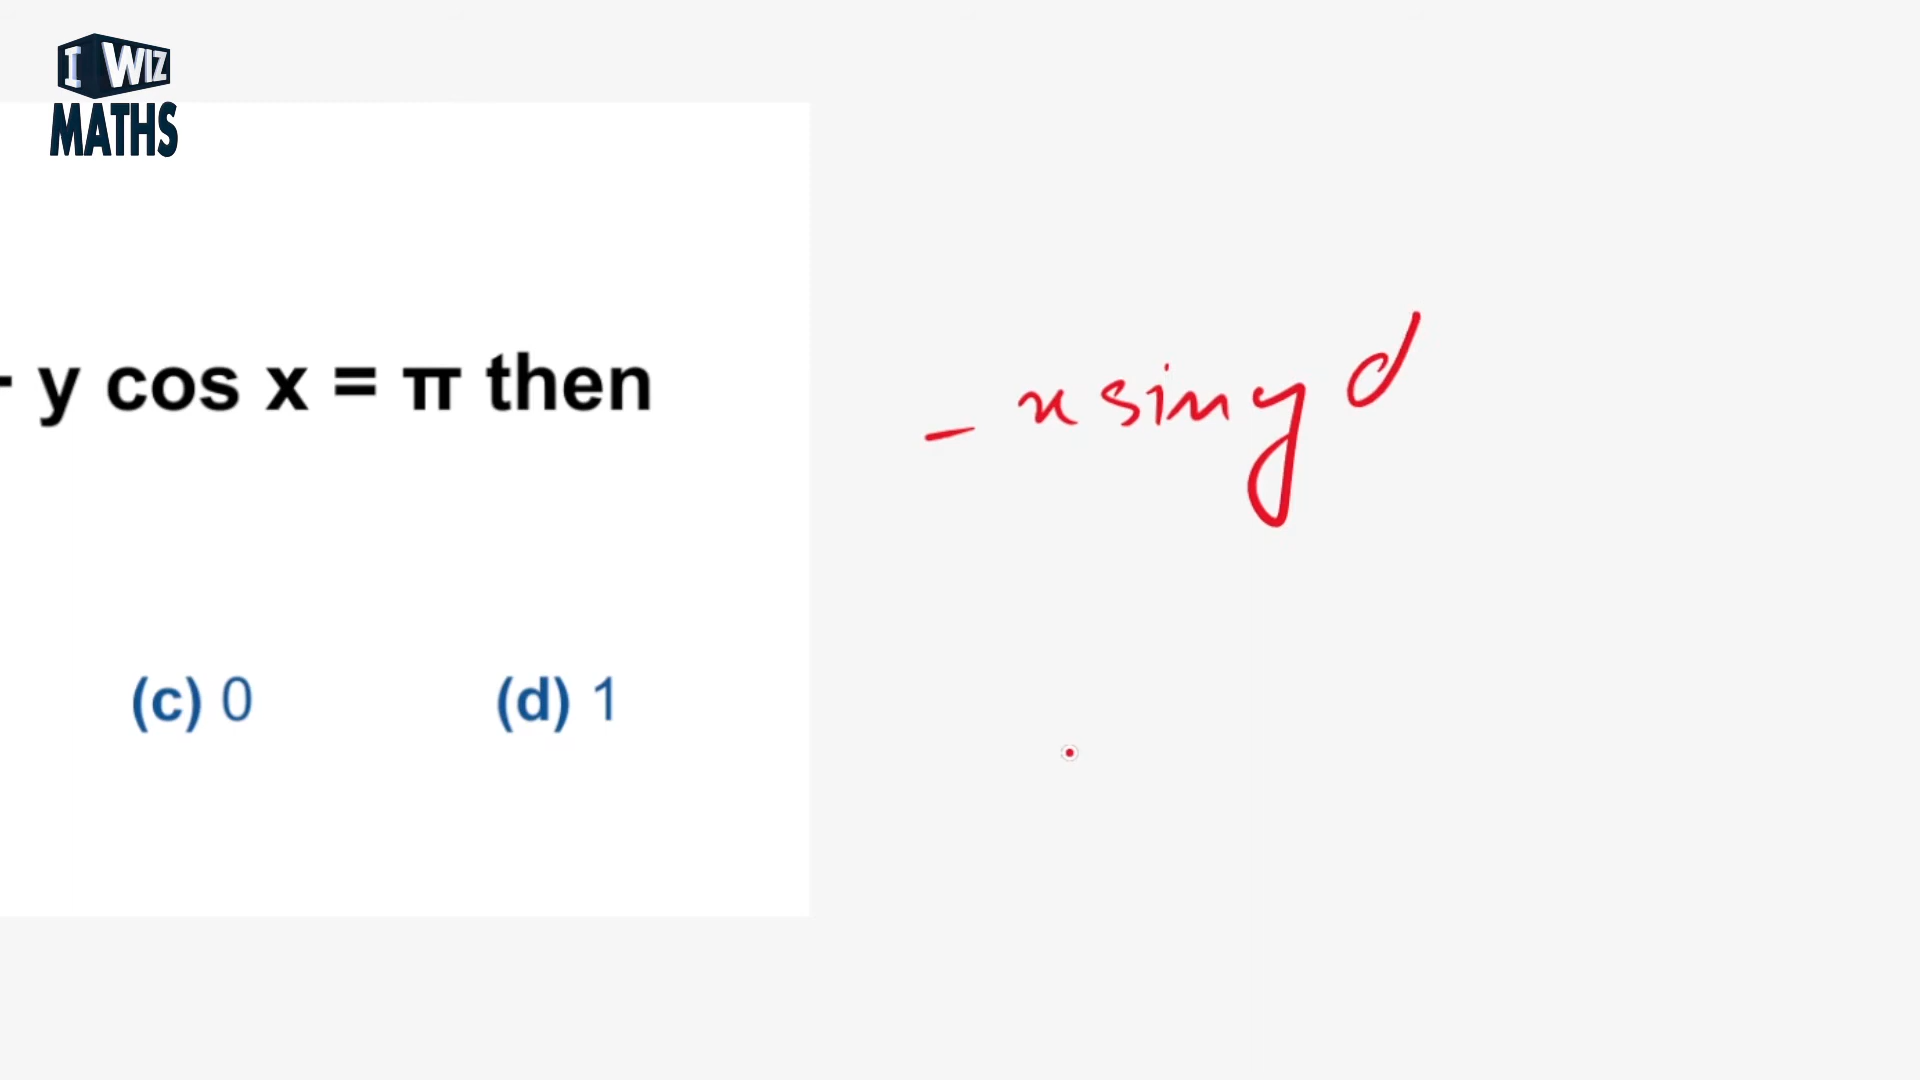 I WIZ
MATHS
y cos x = π then
- x sin y d
(c) 0 (d) 1